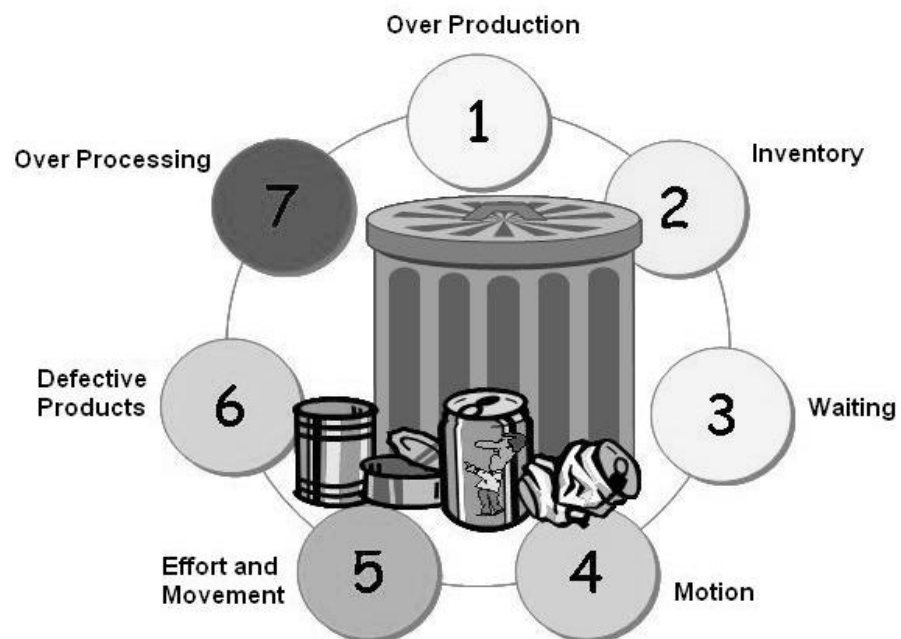 Over Production
1
Inventory
2
Waiting
3
Motion
4
Effort and
Movement
5
Defective
Products
6
Over Processing
7